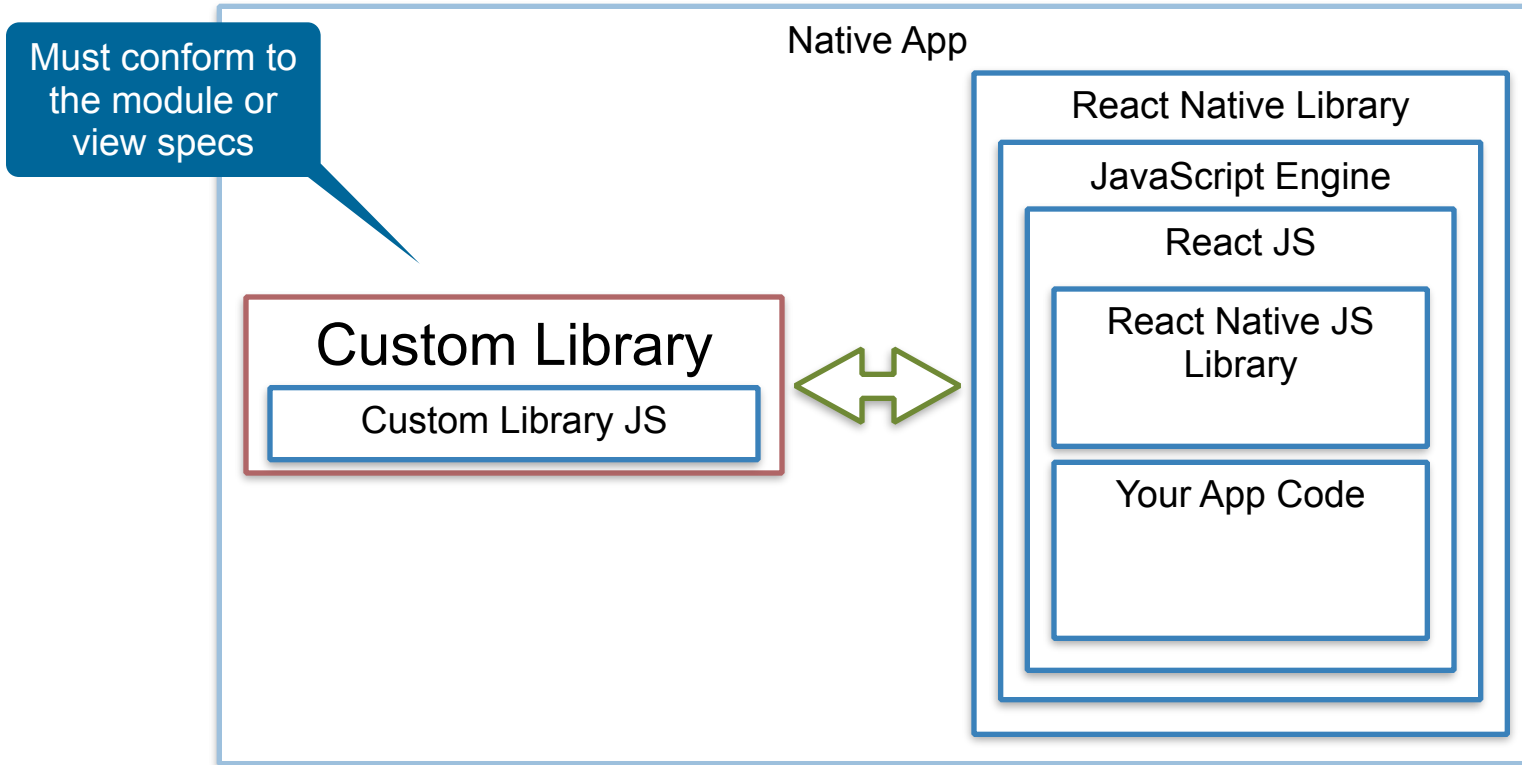 Native App
Must conform to
the module or
view specs
React Native Library
JavaScript Engine
React JS
React Native JS
Library
Custom Library
Custom Library JS
Your App Code